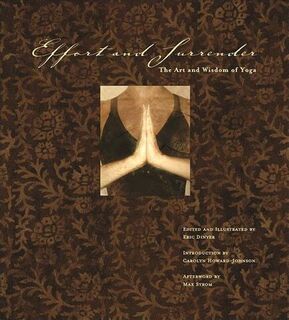 Effort and Surrender
The Art and Wisdom of Yoga
Edited and Illustrated by
Eric Dinyer
Introduction by
Carolyn Howard-Johnson
Afterword by
Max Strom